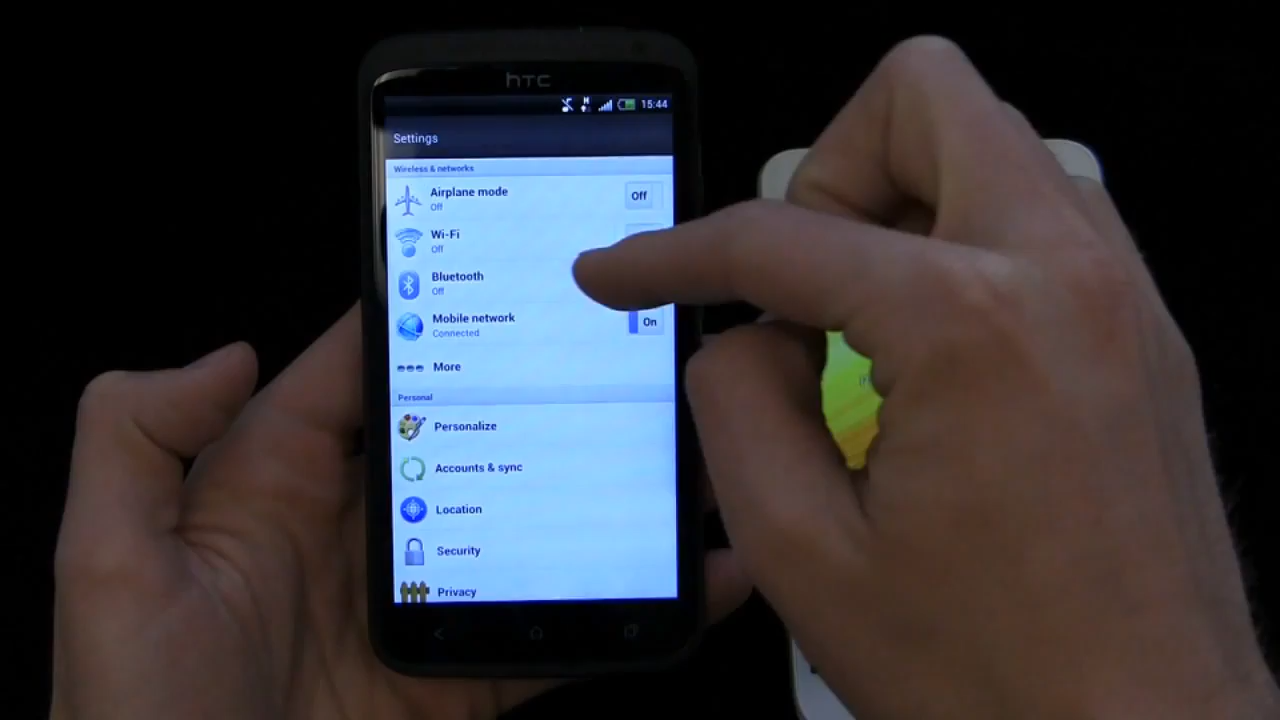 hTC
H
15:44
Settings
Wireless & networks
Airplane mode
Off
Off
Wi-Fi
Off
Bluetooth
Off
Mobile network
Connected
On
More
Personal
Personalize
Accounts & sync
Location
Security
Privacy